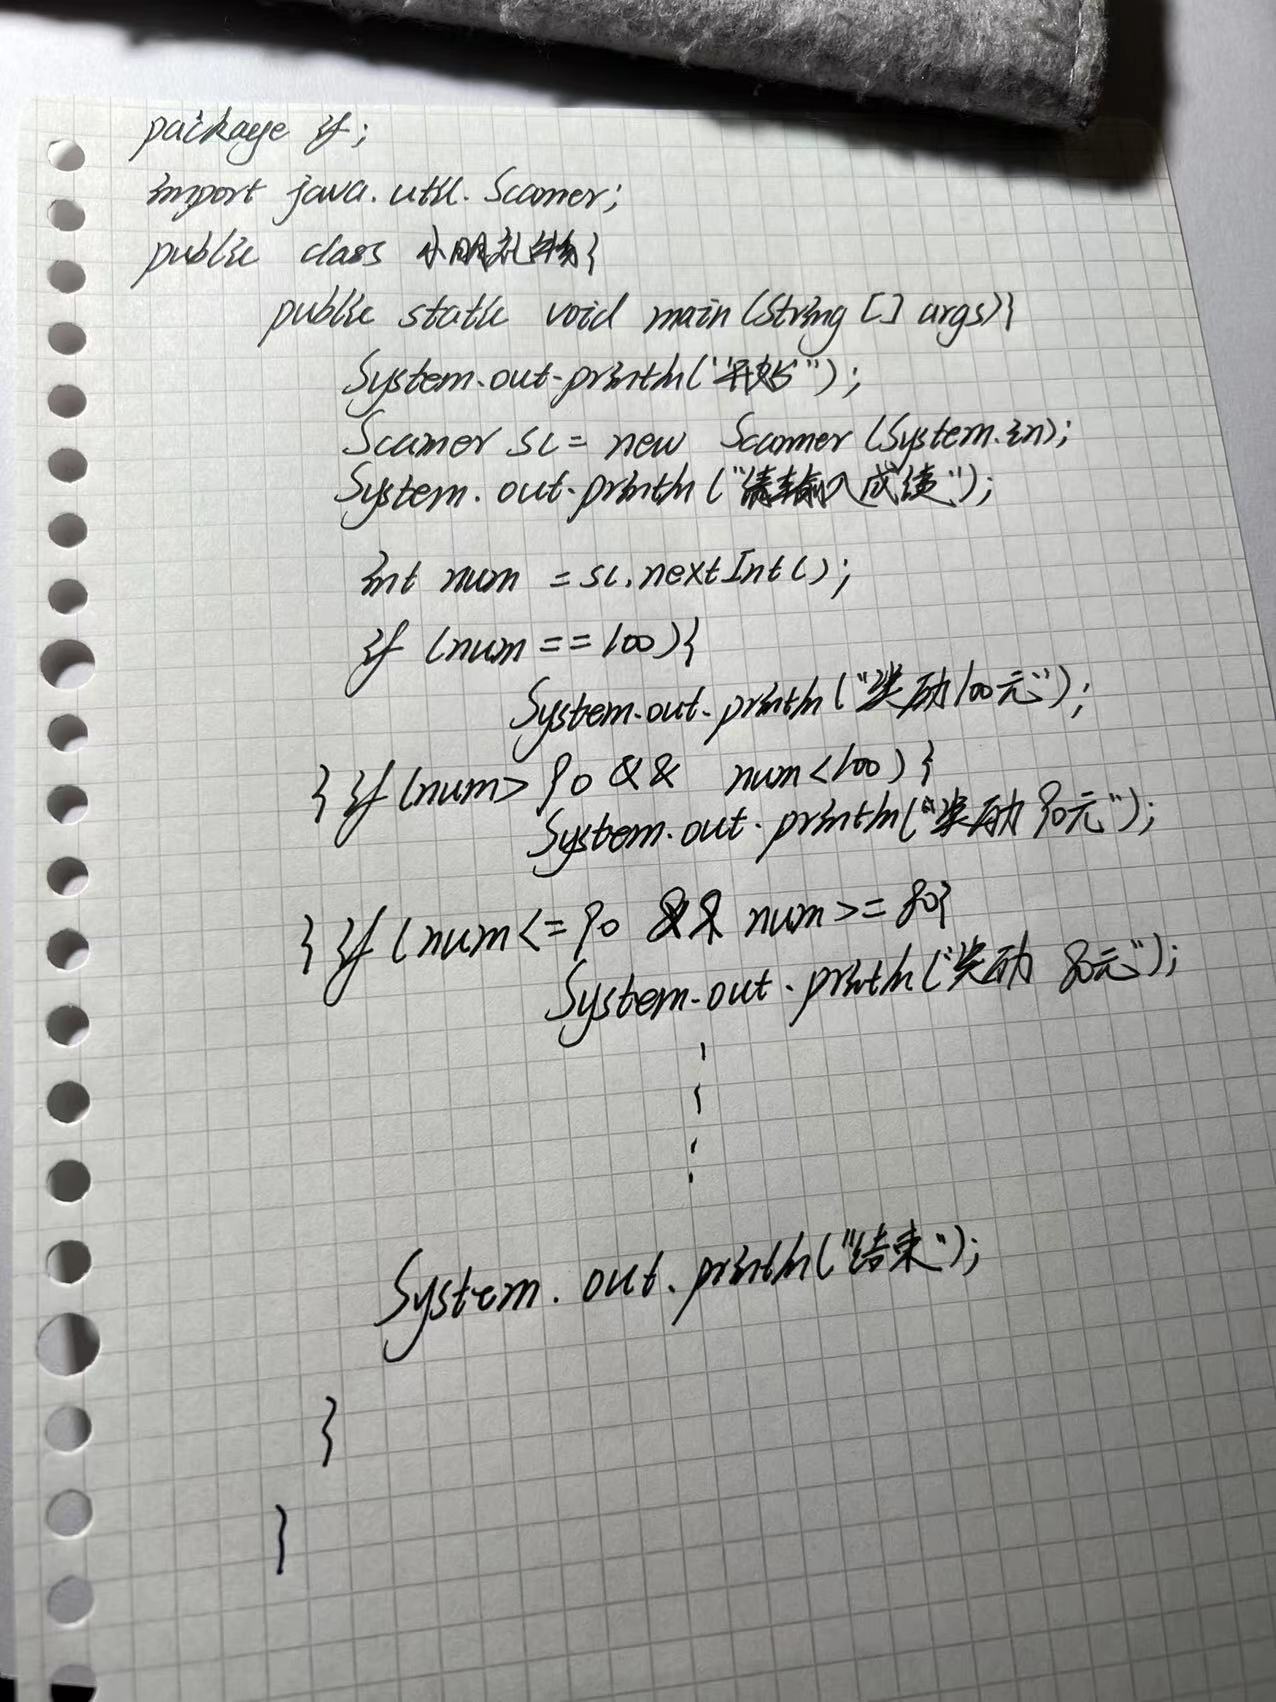 package if;
import java.util.Scanner;
public class 小明礼物{
public static void main(String [] args){
System.out.println("开始");
Scanner sc = new Scanner (System.in);
System.out.println("请输入成绩");
int num = sc.nextInt();
if (num == 100){
System.out.println("奖励100元");
} if (num> 90 && num<100){
System.out.println("奖励90元");
} if (num<=90 && num>= 80{
System.out.println("奖励 80元");
System.out.println("结束");
}
}